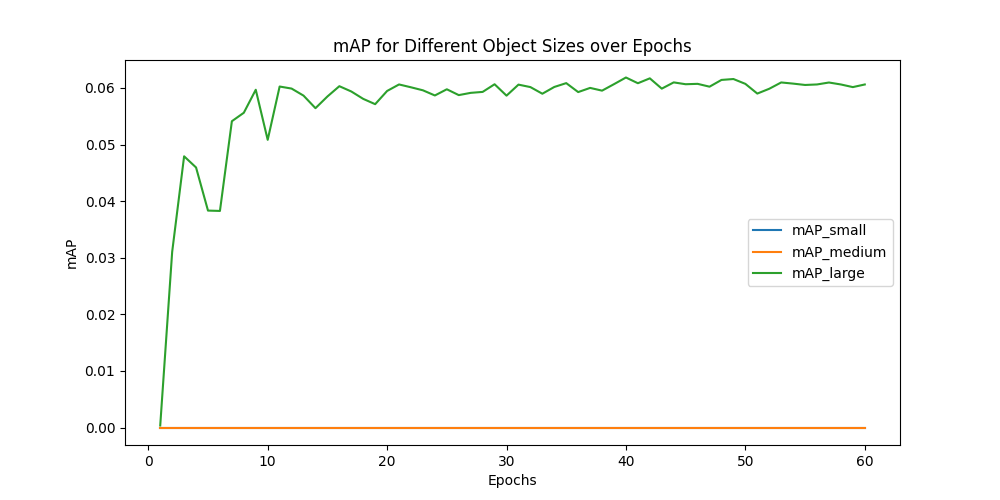 mAP for Different Object Sizes over Epochs
0.06
0.05
0.04
0.03
0.02
0.01
0.00
mAP
mAP_small
mAP_medium
mAP_large
0 10 20 30 40 50 60
Epochs